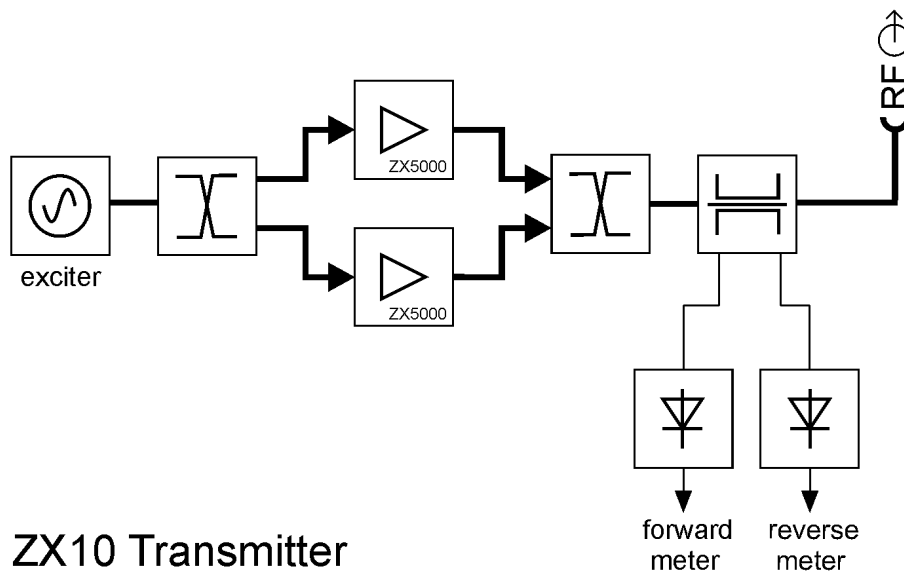 RF
ZX5000
exciter
ZX5000
forward
meter
reverse
meter
ZX10 Transmitter